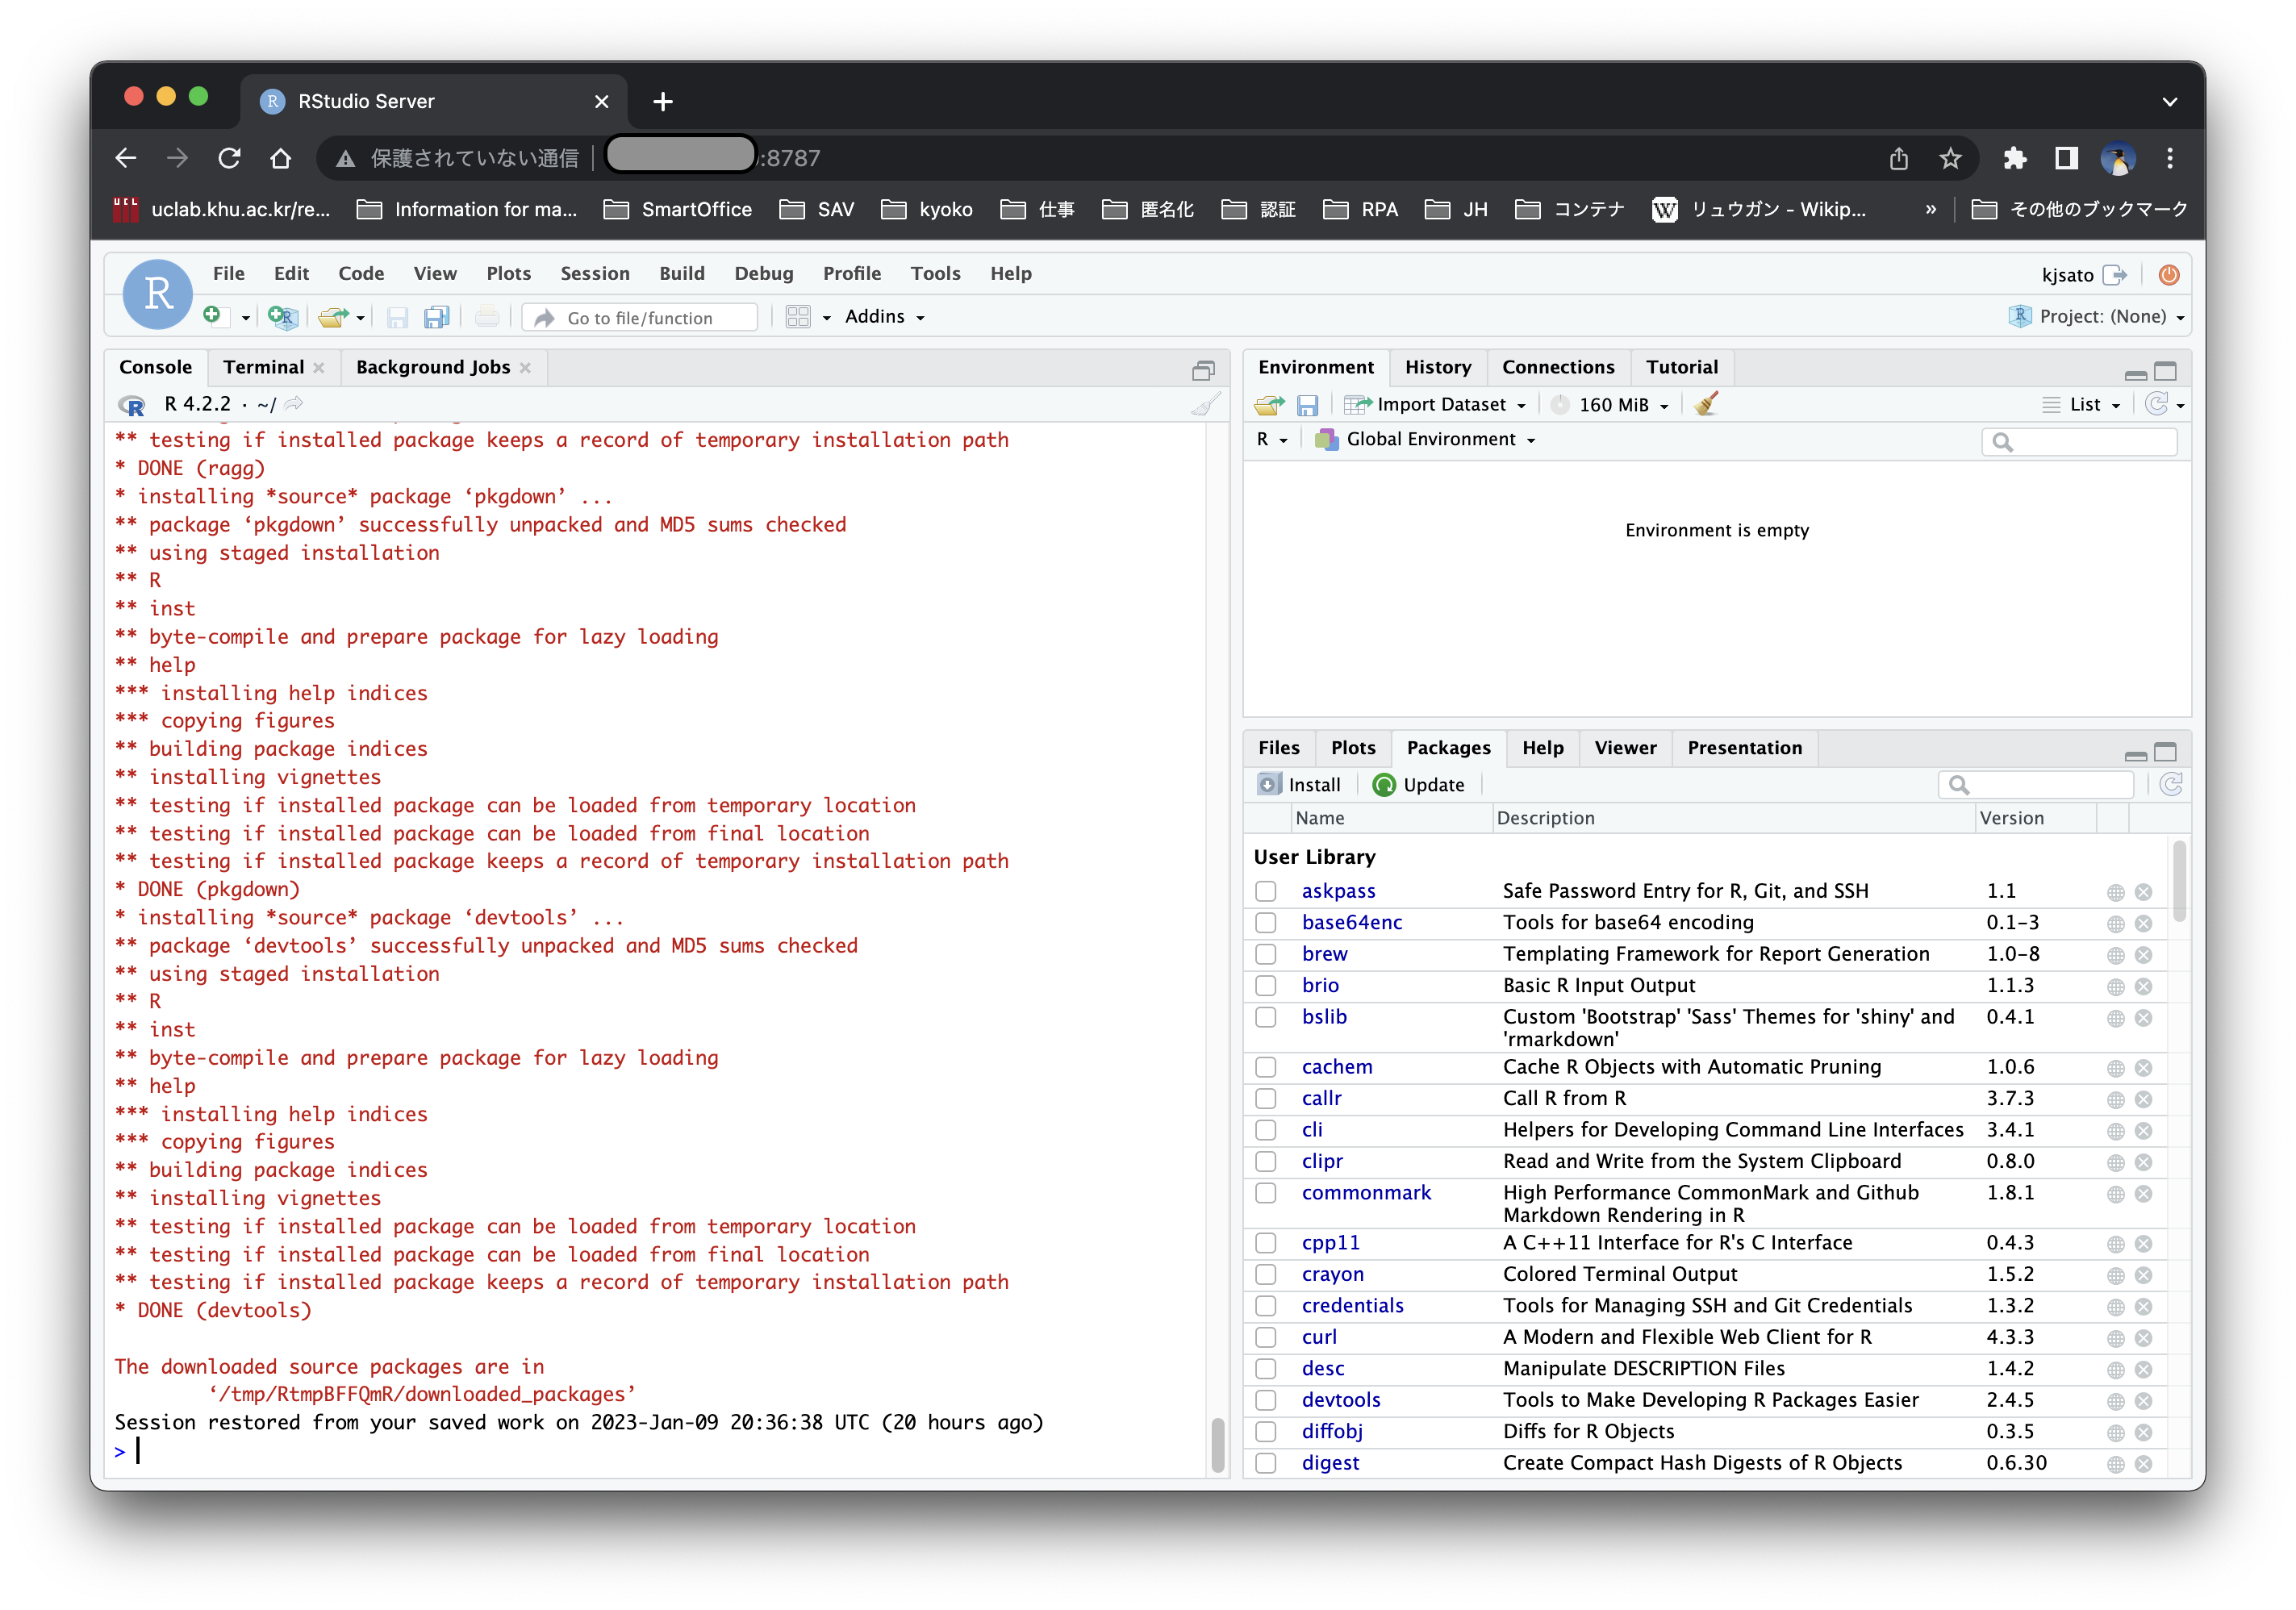 RStudio Server
保護されていない通信 | :8787
uclab.khu.ac.kr/re... Information for ma... SmartOffice SAV kyoko 仕事 匿名化 認証 RPA JH コンテナ リュウガン - Wikip... » その他のブックマーク
File Edit Code View Plots Session Build Debug Profile Tools Help kjsato
Go to file/function Addins Project: (None)
Console Terminal Background Jobs
R 4.2.2 · ~/
** testing if installed package keeps a record of temporary installation path
* DONE (ragg)
* installing *source* package ‘pkgdown’ ...
** package ‘pkgdown’ successfully unpacked and MD5 sums checked
** using staged installation
** R
** inst
** byte-compile and prepare package for lazy loading
** help
*** installing help indices
*** copying figures
** building package indices
** installing vignettes
** testing if installed package can be loaded from temporary location
** testing if installed package can be loaded from final location
** testing if installed package keeps a record of temporary installation path
* DONE (pkgdown)
* installing *source* package ‘devtools’ ...
** package ‘devtools’ successfully unpacked and MD5 sums checked
** using staged installation
** R
** inst
** byte-compile and prepare package for lazy loading
** help
*** installing help indices
*** copying figures
** building package indices
** installing vignettes
** testing if installed package can be loaded from temporary location
** testing if installed package can be loaded from final location
** testing if installed package keeps a record of temporary installation path
* DONE (devtools)
The downloaded source packages are in
‘/tmp/RtmpBFFQmR/downloaded_packages’
Session restored from your saved work on 2023-Jan-09 20:36:38 UTC (20 hours ago)
>
Environment History Connections Tutorial
Import Dataset 160 MiB List
R Global Environment
Environment is empty
Files Plots Packages Help Viewer Presentation
Install Update
Name Description Version
User Library
askpass Safe Password Entry for R, Git, and SSH 1.1
base64enc Tools for base64 encoding 0.1-3
brew Templating Framework for Report Generation 1.0-8
brio Basic R Input Output 1.1.3
bslib Custom 'Bootstrap' 'Sass' Themes for 'shiny' and 0.4.1
'rmarkdown'
cachem Cache R Objects with Automatic Pruning 1.0.6
callr Call R from R 3.7.3
cli Helpers for Developing Command Line Interfaces 3.4.1
clipr Read and Write from the System Clipboard 0.8.0
commonmark High Performance CommonMark and Github 1.8.1
Markdown Rendering in R
cpp11 A C++11 Interface for R's C Interface 0.4.3
crayon Colored Terminal Output 1.5.2
credentials Tools for Managing SSH and Git Credentials 1.3.2
curl A Modern and Flexible Web Client for R 4.3.3
desc Manipulate DESCRIPTION Files 1.4.2
devtools Tools to Make Developing R Packages Easier 2.4.5
diffobj Diffs for R Objects 0.3.5
digest Create Compact Hash Digests of R Objects 0.6.30